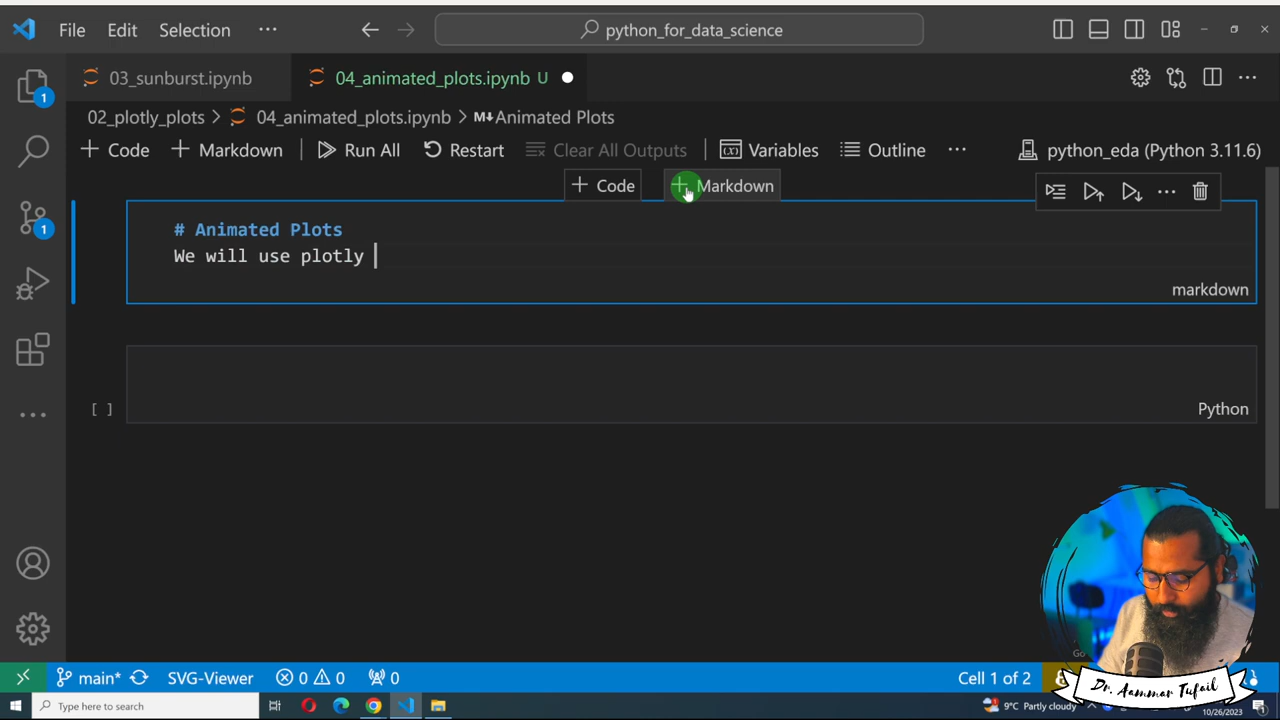 File Edit Selection ··· python_for_data_science
03_sunburst.ipynb 04_animated_plots.ipynb U
02_plotly_plots > 04_animated_plots.ipynb > M↓Animated Plots
+ Code + Markdown Run All Restart Clear All Outputs Variables Outline ··· python_eda (Python 3.11.6)
+ Code + Markdown
# Animated Plots
We will use plotly
markdown
[ ]
Python
1
1
Go
main* SVG-Viewer 0 0 0 Cell 1 of 2
Dr. Aammar Tufail
Type here to search 9°C Partly cloudy 10/26/2023